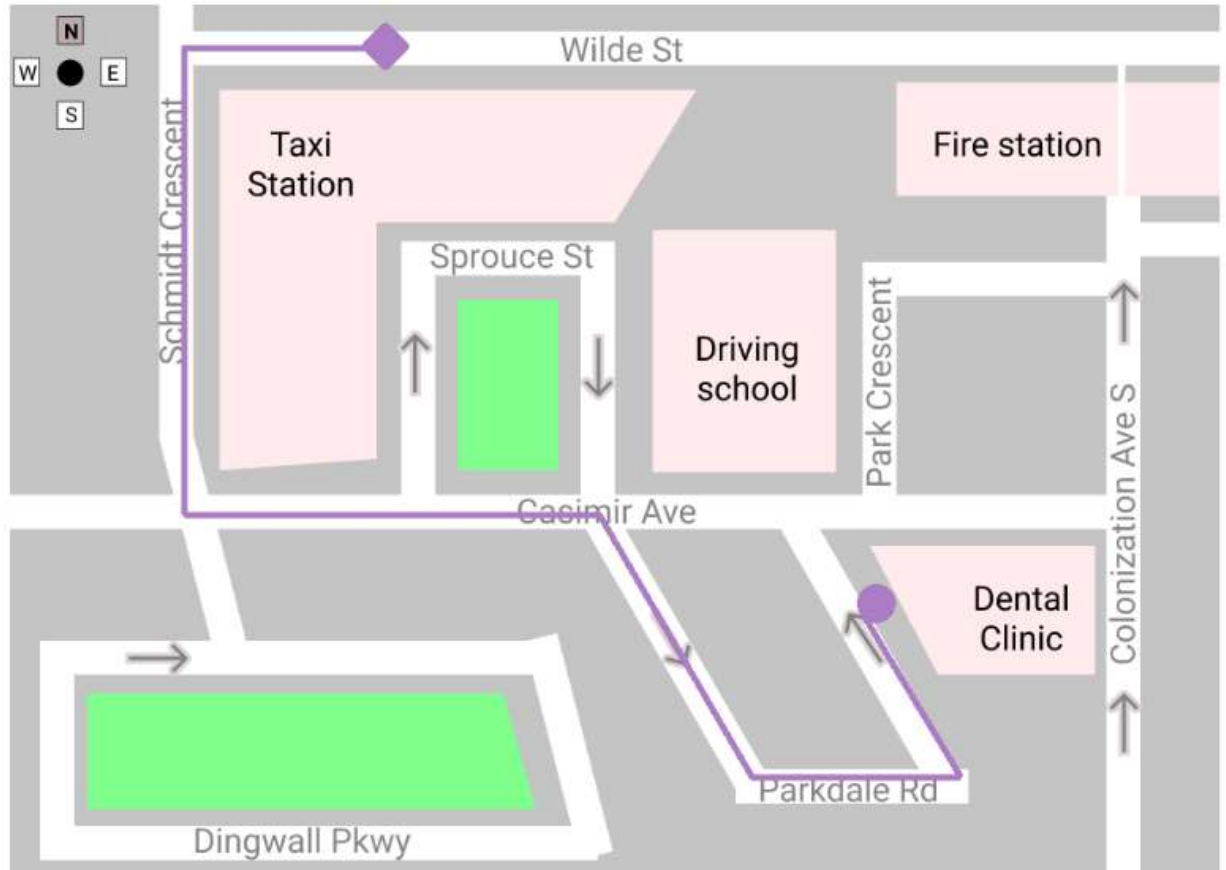 N
W
E
S
Wilde St
Schmidt Crescent
Taxi
Station
Fire station
Sprouce St
Driving
school
Park Crescent
Colonization Ave S
Casimir Ave
Dental
Clinic
Parkdale Rd
Dingwall Pkwy